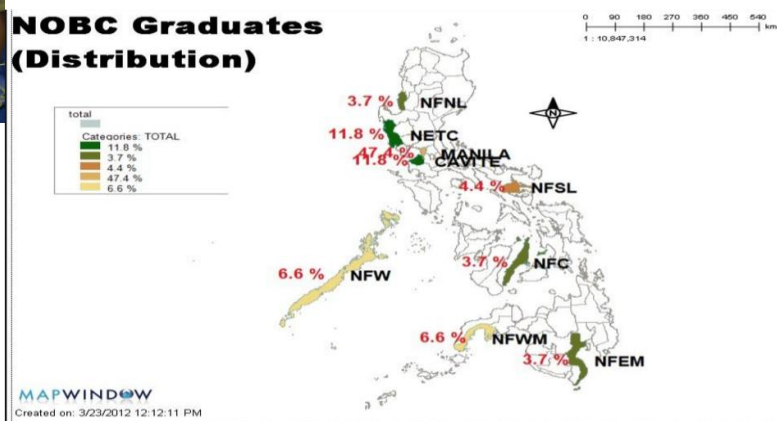 NOBC Graduates
(Distribution)
0 90 180 270 360 450 540
km
1 : 10,847,314
total
Categories: TOTAL
11.8 %
3.7 %
4.4 %
47.4 %
6.6 %
3.7 % NFNL
11.8 % NETC
47.4 % MANILA
11.8 % CAVITE
4.4 % NFSL
6.6 % NFW
3.7 % NFC
6.6 % NFWM
3.7 % NFEM
MAPWINDOW
Created on: 3/23/2012 12:12:11 PM